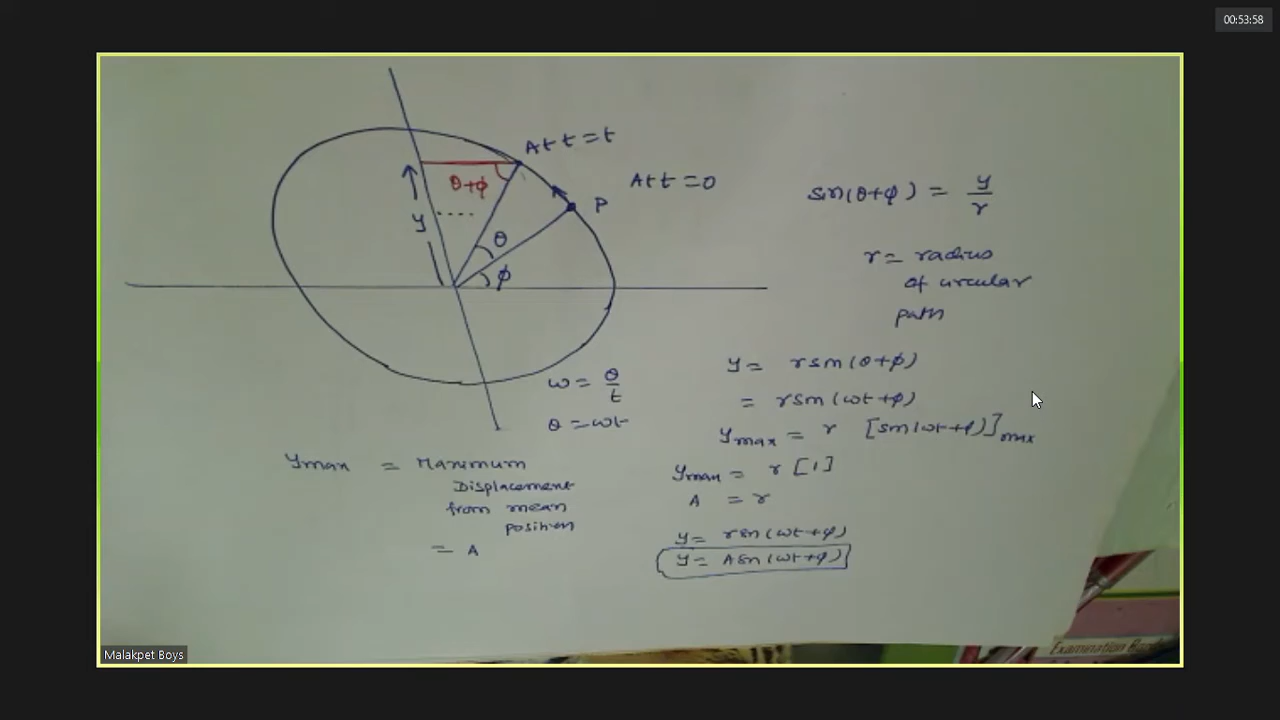 00:53:58
At t = t
At t = 0
P
θ+φ
y
θ
φ
sin(θ+φ) = y/r
r = radius
of circular
path
ω = θ/t
θ = ωt
y = r sin(θ+φ)
= r sin(ωt+φ)
ymax = r [sin(ωt+φ)]max
ymax = r[1]
A = r
y = r sin(ωt+φ)
y = A sin(ωt+φ)
ymax = Maximum
Displacement
from mean
position
= A
Malakpet Boys
Examination